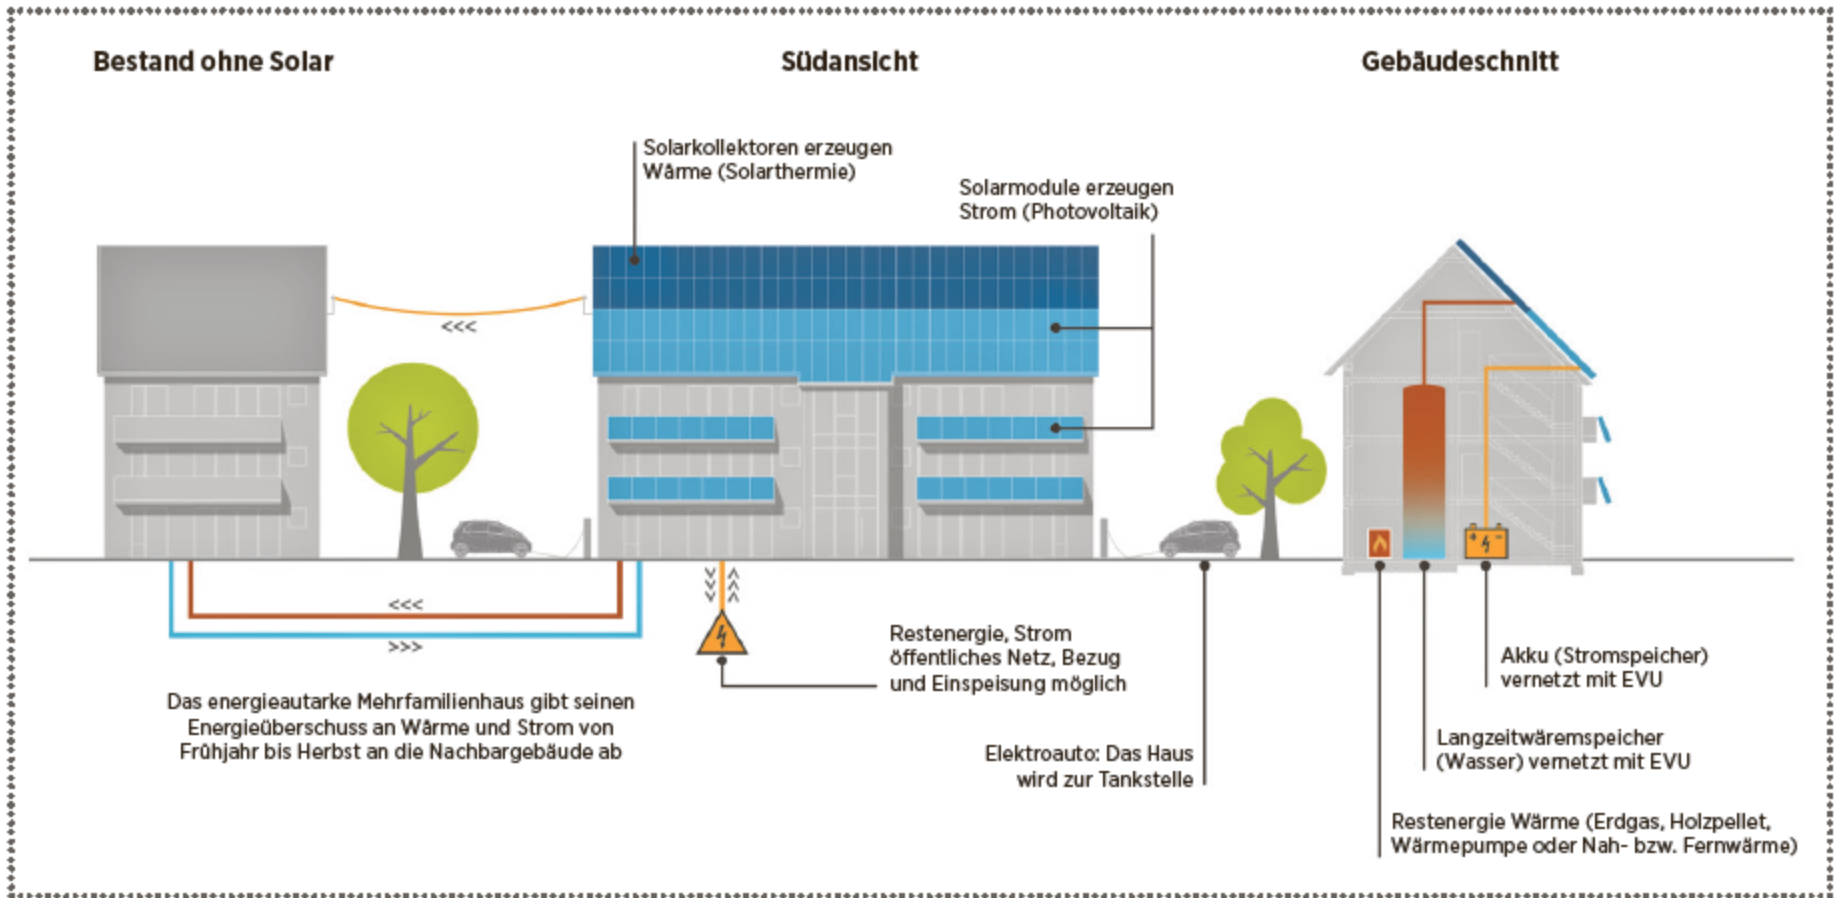 Bestand ohne Solar
Südansicht
Gebäudeschnitt
Solarkollektoren erzeugen
Wärme (Solarthermie)
Solarmodule erzeugen
Strom (Photovoltaik)
<<<
<<<
>>>
Das energieautarke Mehrfamilienhaus gibt seinen
Energieüberschuss an Wärme und Strom von
Frühjahr bis Herbst an die Nachbargebäude ab
Restenergie, Strom
öffentliches Netz, Bezug
und Einspeisung möglich
Elektroauto: Das Haus
wird zur Tankstelle
Akku (Stromspeicher)
vernetzt mit EVU
Langzeitwäremspeicher
(Wasser) vernetzt mit EVU
Restenergie Wärme (Erdgas, Holzpellet,
Wärmepumpe oder Nah- bzw. Fernwärme)